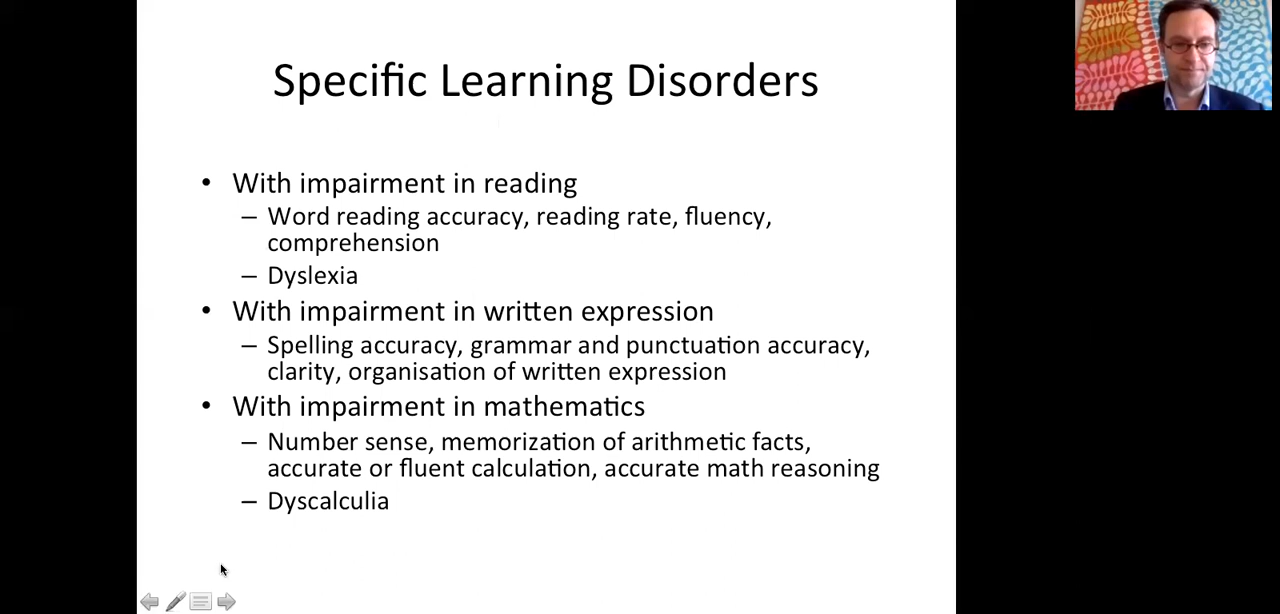 Specific Learning Disorders
• With impairment in reading
– Word reading accuracy, reading rate, fluency,
comprehension
– Dyslexia
• With impairment in written expression
– Spelling accuracy, grammar and punctuation accuracy,
clarity, organisation of written expression
• With impairment in mathematics
– Number sense, memorization of arithmetic facts,
accurate or fluent calculation, accurate math reasoning
– Dyscalculia